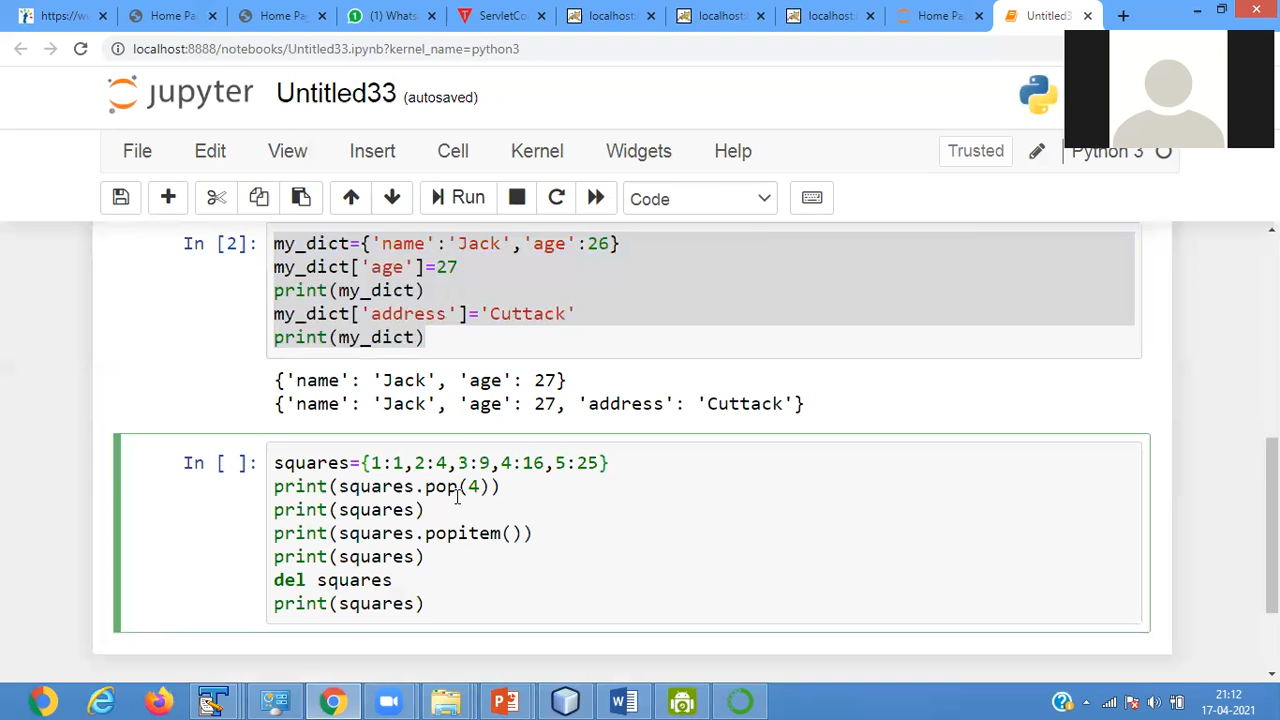 https://ww
Home Pa
Home Pa
(1) Whats
ServletCo
localhost:
localhost:
localhost:
Home Pa
Untitled3
localhost:8888/notebooks/Untitled33.ipynb?kernel_name=python3
jupyter Untitled33 (autosaved)
File Edit View Insert Cell Kernel Widgets Help Trusted Python 3
Run Code
In [2]: my_dict={'name':'Jack','age':26}
my_dict['age']=27
print(my_dict)
my_dict['address']='Cuttack'
print(my_dict)
{'name': 'Jack', 'age': 27}
{'name': 'Jack', 'age': 27, 'address': 'Cuttack'}
In [ ]: squares={1:1,2:4,3:9,4:16,5:25}
print(squares.pop(4))
print(squares)
print(squares.popitem())
print(squares)
del squares
print(squares)
21:12
17-04-2021